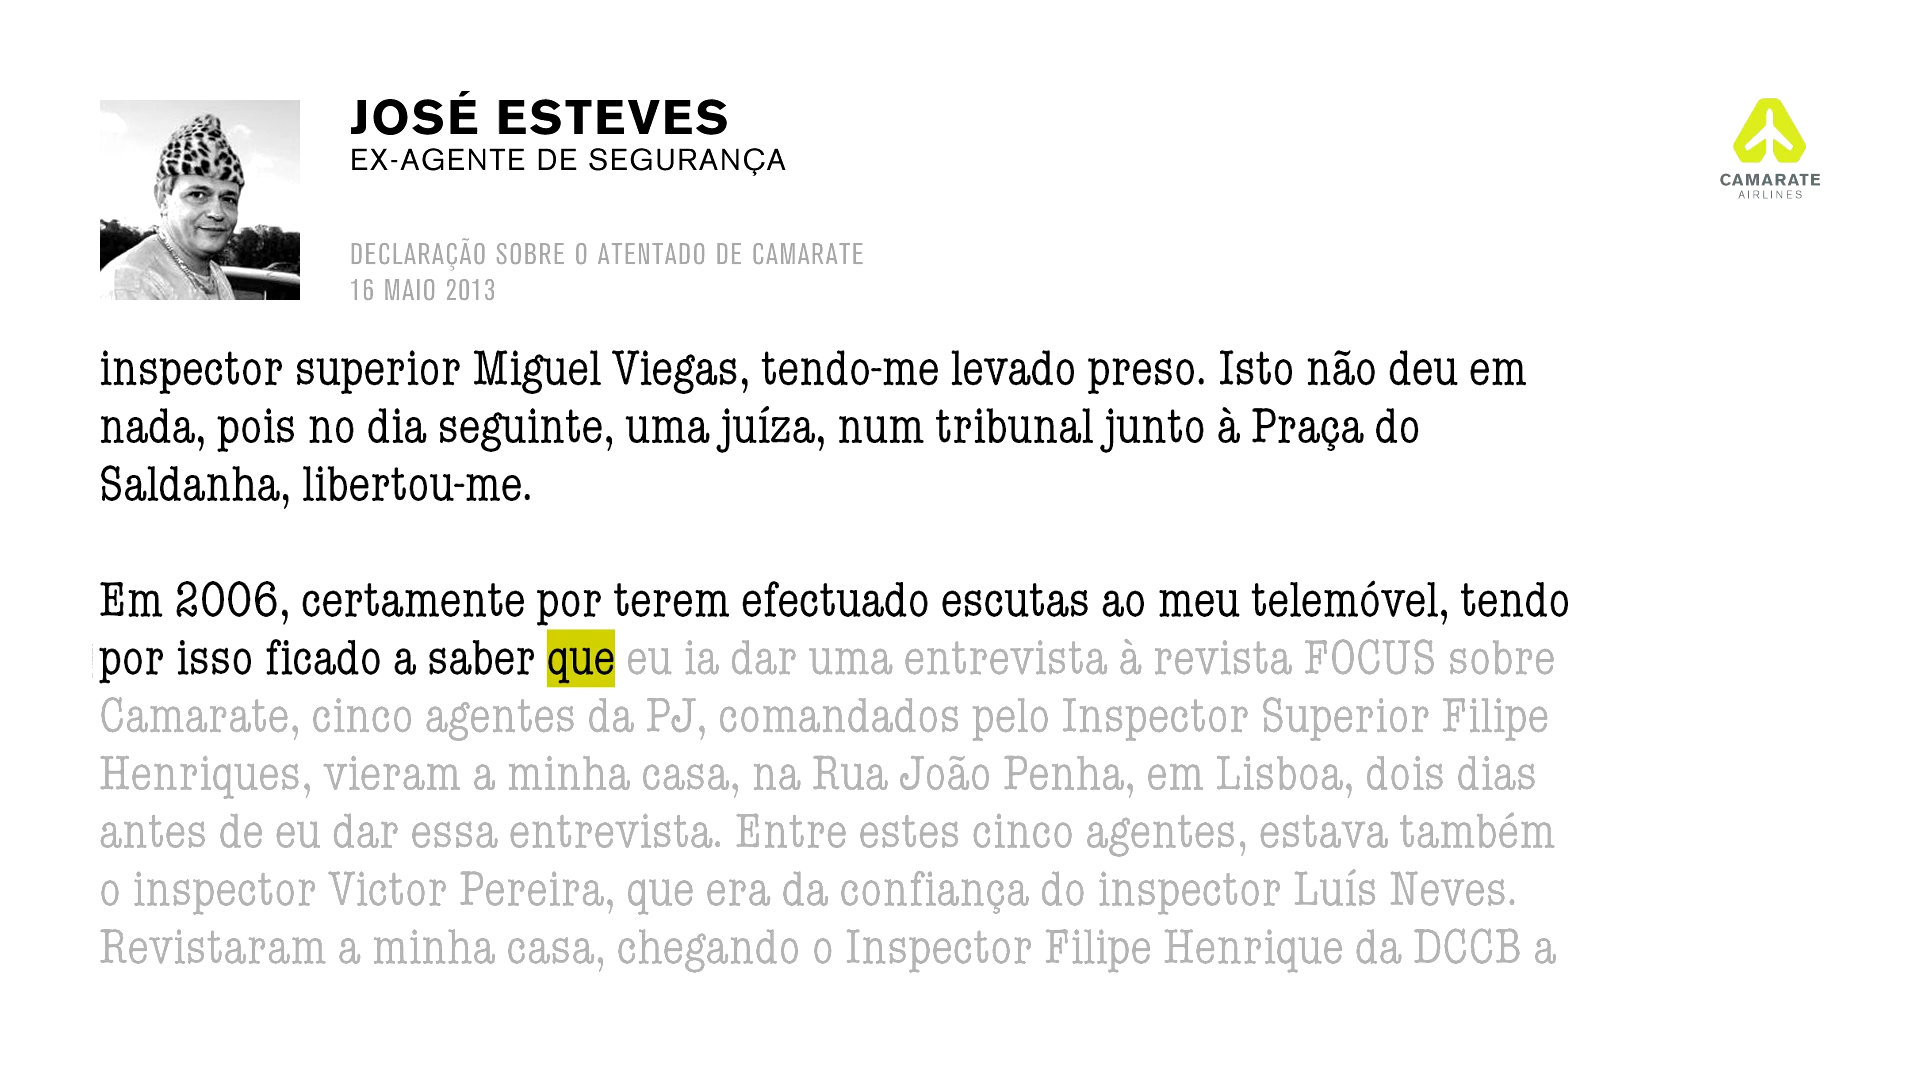 JOSÉ ESTEVES
EX-AGENTE DE SEGURANÇA
CAMARATE
AIRLINES
DECLARAÇÃO SOBRE O ATENTADO DE CAMARATE
16 MAIO 2013
inspector superior Miguel Viegas, tendo-me levado preso. Isto não deu em
nada, pois no dia seguinte, uma juíza, num tribunal junto à Praça do
Saldanha, libertou-me.
Em 2006, certamente por terem efectuado escutas ao meu telemóvel, tendo
por isso ficado a saber que eu ia dar uma entrevista à revista FOCUS sobre
Camarate, cinco agentes da PJ, comandados pelo Inspector Superior Filipe
Henriques, vieram a minha casa, na Rua João Penha, em Lisboa, dois dias
antes de eu dar essa entrevista. Entre estes cinco agentes, estava também
o inspector Victor Pereira, que era da confiança do inspector Luís Neves.
Revistaram a minha casa, chegando o Inspector Filipe Henrique da DCCB a